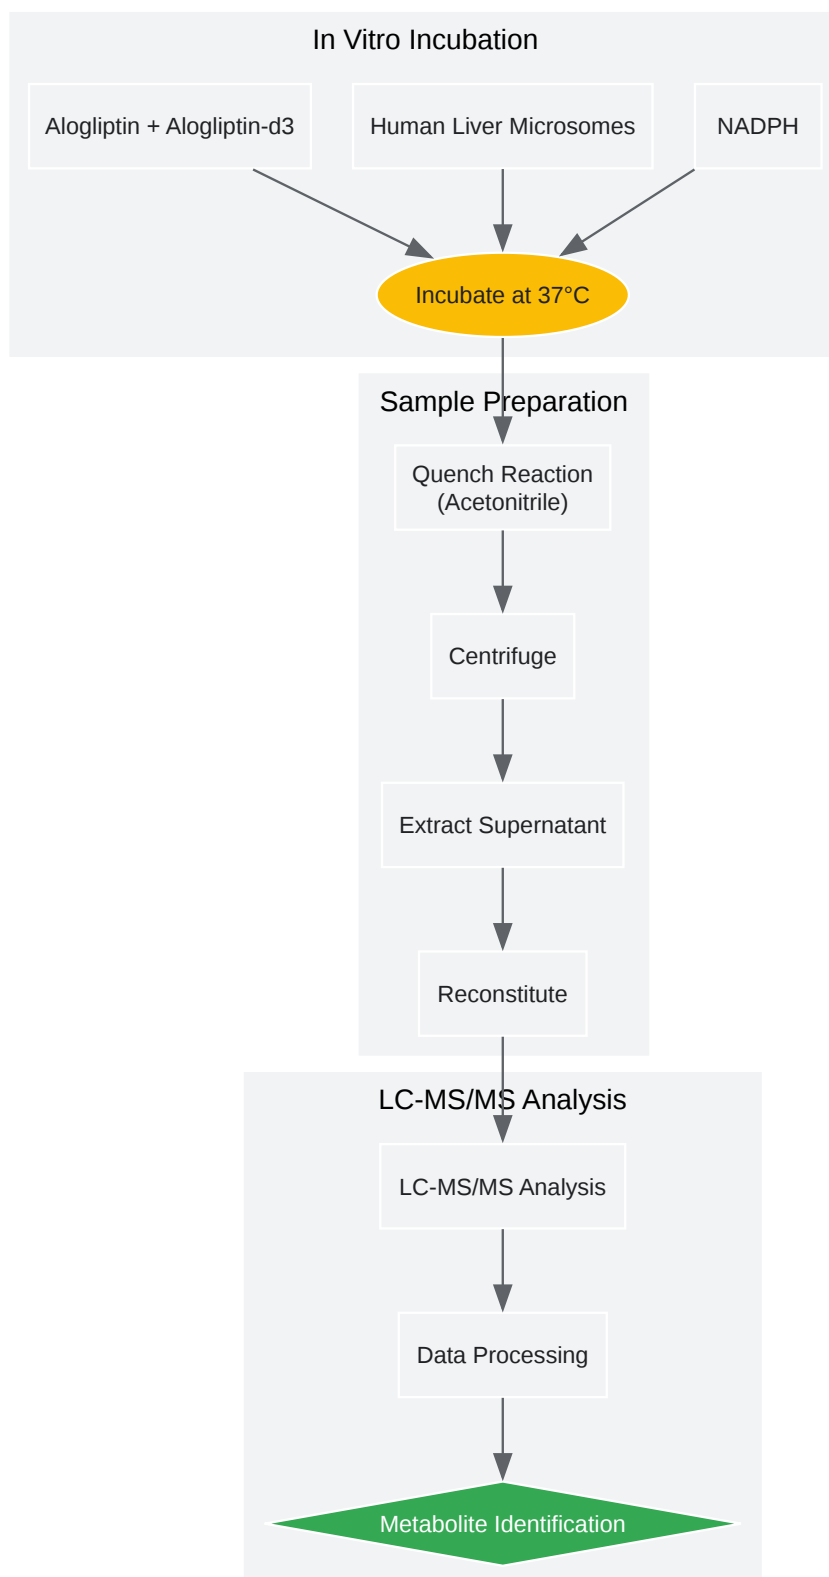 In Vitro Incubation
Alogliptin + Alogliptin-d3
Human Liver Microsomes
NADPH
Incubate at 37°C
Sample Preparation
Quench Reaction
(Acetonitrile)
Centrifuge
Extract Supernatant
Reconstitute
LC-MS/MS Analysis
LC-MS/MS Analysis
Data Processing
Metabolite Identification